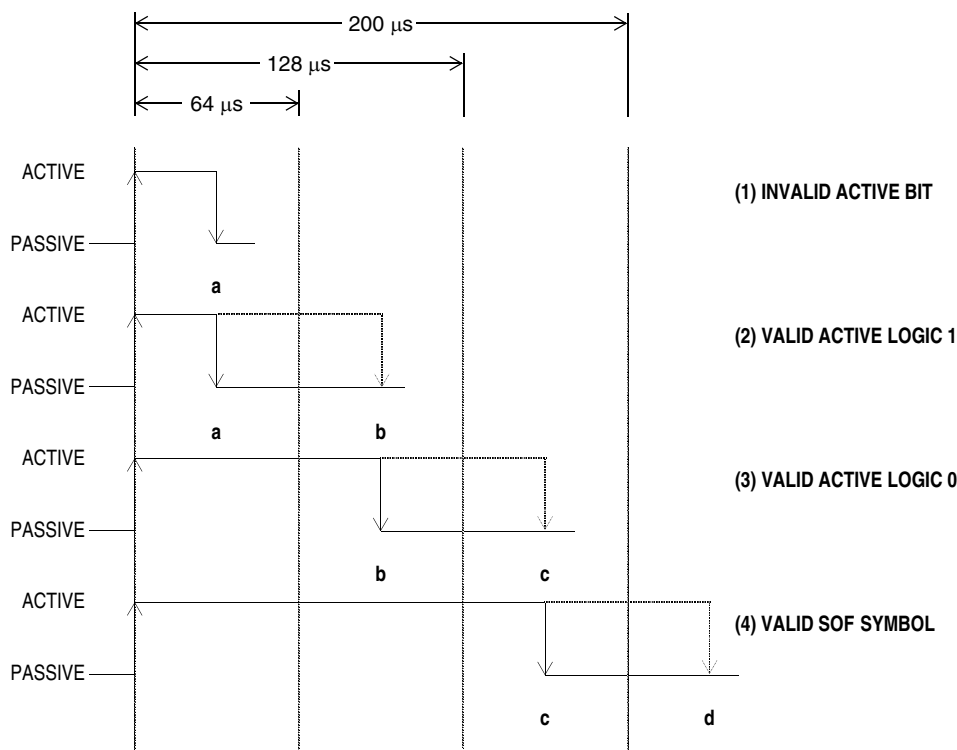 200 μs
128 μs
64 μs
ACTIVE
(1) INVALID ACTIVE BIT
PASSIVE
a
ACTIVE
(2) VALID ACTIVE LOGIC 1
PASSIVE
a b
ACTIVE
(3) VALID ACTIVE LOGIC 0
PASSIVE
b c
ACTIVE
(4) VALID SOF SYMBOL
PASSIVE
c d